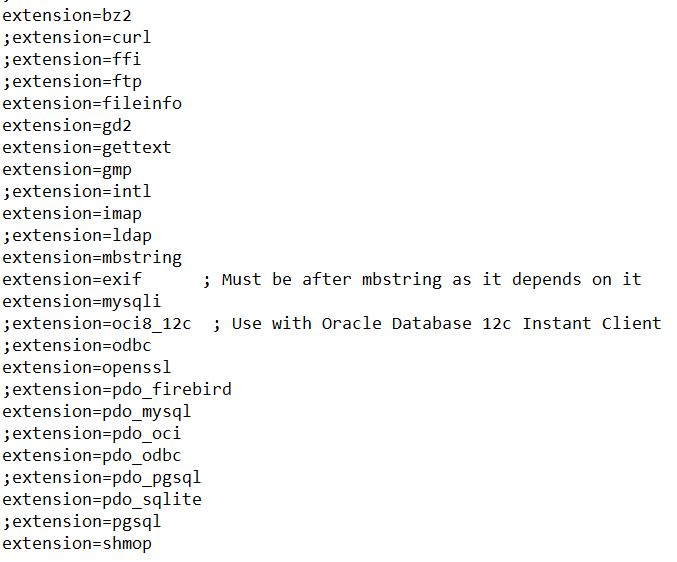 extension=bz2
;extension=curl
;extension=ffi
;extension=ftp
extension=fileinfo
extension=gd2
extension=gettext
extension=gmp
;extension=intl
extension=imap
;extension=ldap
extension=mbstring
extension=exif      ; Must be after mbstring as it depends on it
extension=mysqli
;extension=oci8_12c  ; Use with Oracle Database 12c Instant Client
;extension=odbc
extension=openssl
;extension=pdo_firebird
extension=pdo_mysql
;extension=pdo_oci
extension=pdo_odbc
;extension=pdo_pgsql
extension=pdo_sqlite
;extension=pgsql
extension=shmop